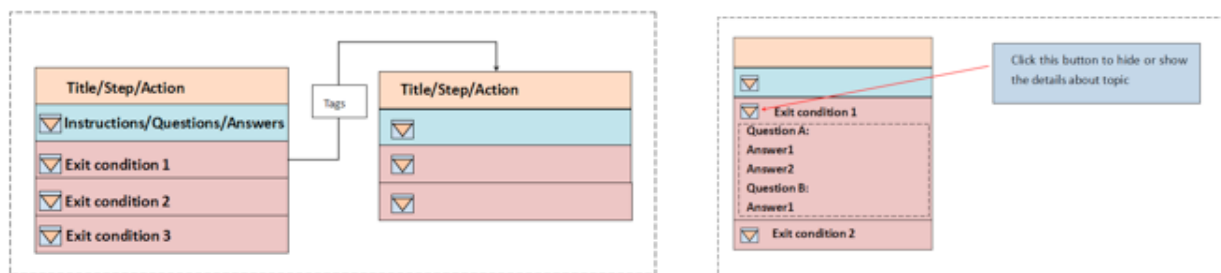 Title/Step/Action
Instructions/Questions/Answers
Exit condition 1
Exit condition 2
Exit condition 3
Tags
Title/Step/Action
Exit condition 1
Question A:
Answer1
Answer2
Question B:
Answer1
Exit condition 2
Click this button to hide or show
the details about topic